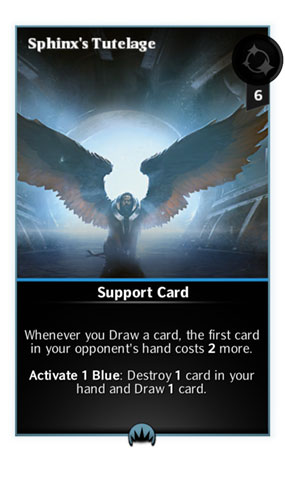 Sphinx's Tutelage
6
Support Card
Whenever you Draw a card, the first card
in your opponent's hand costs 2 more.
Activate 1 Blue: Destroy 1 card in your
hand and Draw 1 card.